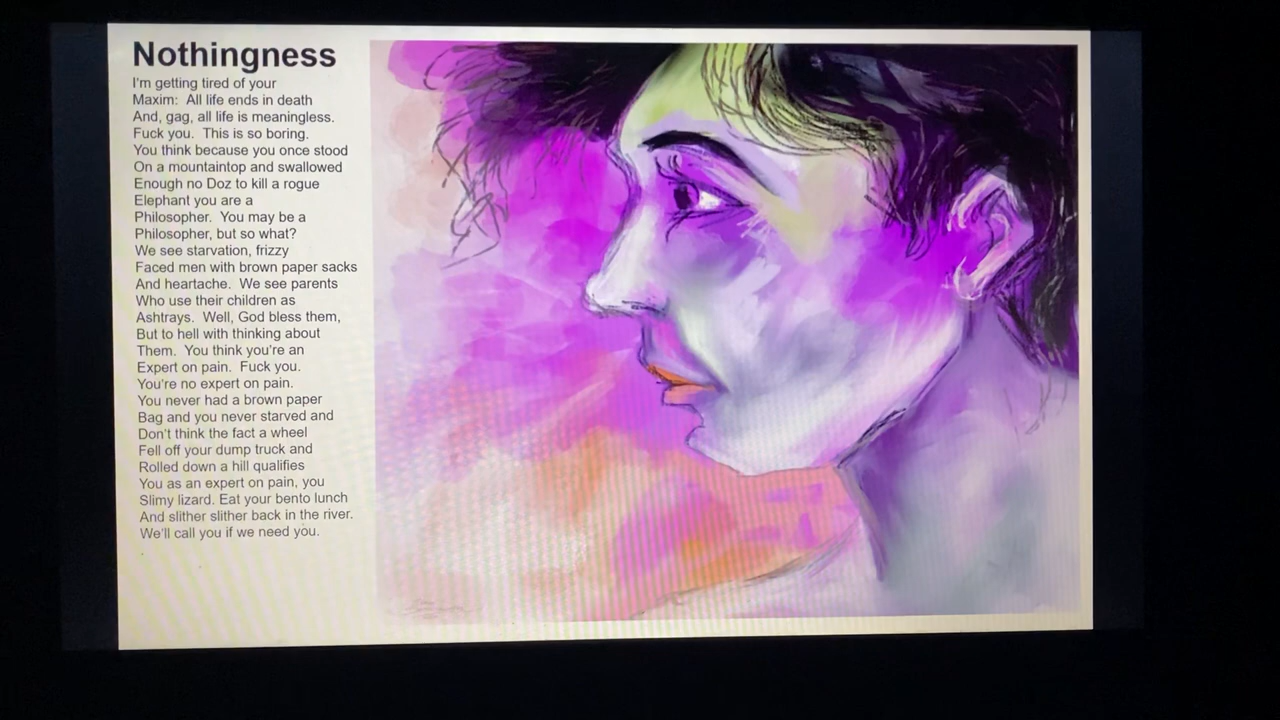 Nothingness
I'm getting tired of your
Maxim:  All life ends in death
And, gag, all life is meaningless.
Fuck you.  This is so boring.
You think because you once stood
On a mountaintop and swallowed
Enough no Doz to kill a rogue
Elephant you are a
Philosopher.  You may be a
Philosopher, but so what?
We see starvation, frizzy
Faced men with brown paper sacks
And heartache.  We see parents
Who use their children as
Ashtrays.  Well, God bless them,
But to hell with thinking about
Them.  You think you're an
Expert on pain.  Fuck you.
You're no expert on pain.
You never had a brown paper
Bag and you never starved and
Don't think the fact a wheel
Fell off your dump truck and
Rolled down a hill qualifies
You as an expert on pain, you
Slimy lizard. Eat your bento lunch
And slither slither back in the river.
We'll call you if we need you.